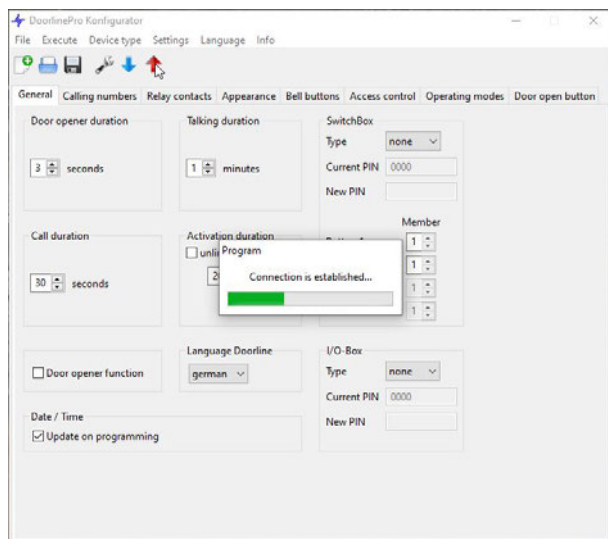 DoorlinePro Konfigurator
File Execute Device type Settings Language Info
General Calling numbers Relay contacts Appearance Bell buttons Access control Operating modes Door open button
Door opener duration
3 seconds
Talking duration
1 minutes
SwitchBox
Type none
Current PIN 0000
New PIN
Member
1
1
1
1
Call duration
30 seconds
Activation duration
Program
Connection is established...
Door opener function
Language Doorline
german
I/O-Box
Type none
Current PIN 0000
New PIN
Date / Time
Update on programming